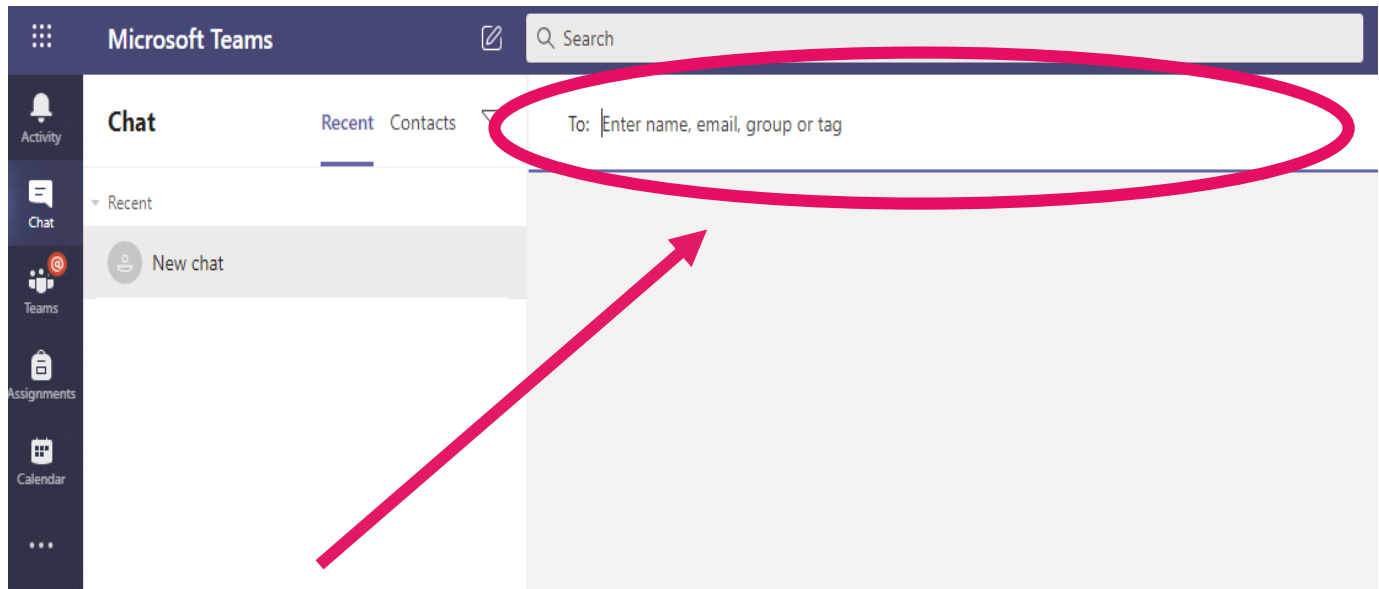 Microsoft Teams
Search
Activity
Chat
Teams
Assignments
Calendar
Chat
Recent Contacts
Recent
New chat
To: Enter name, email, group or tag